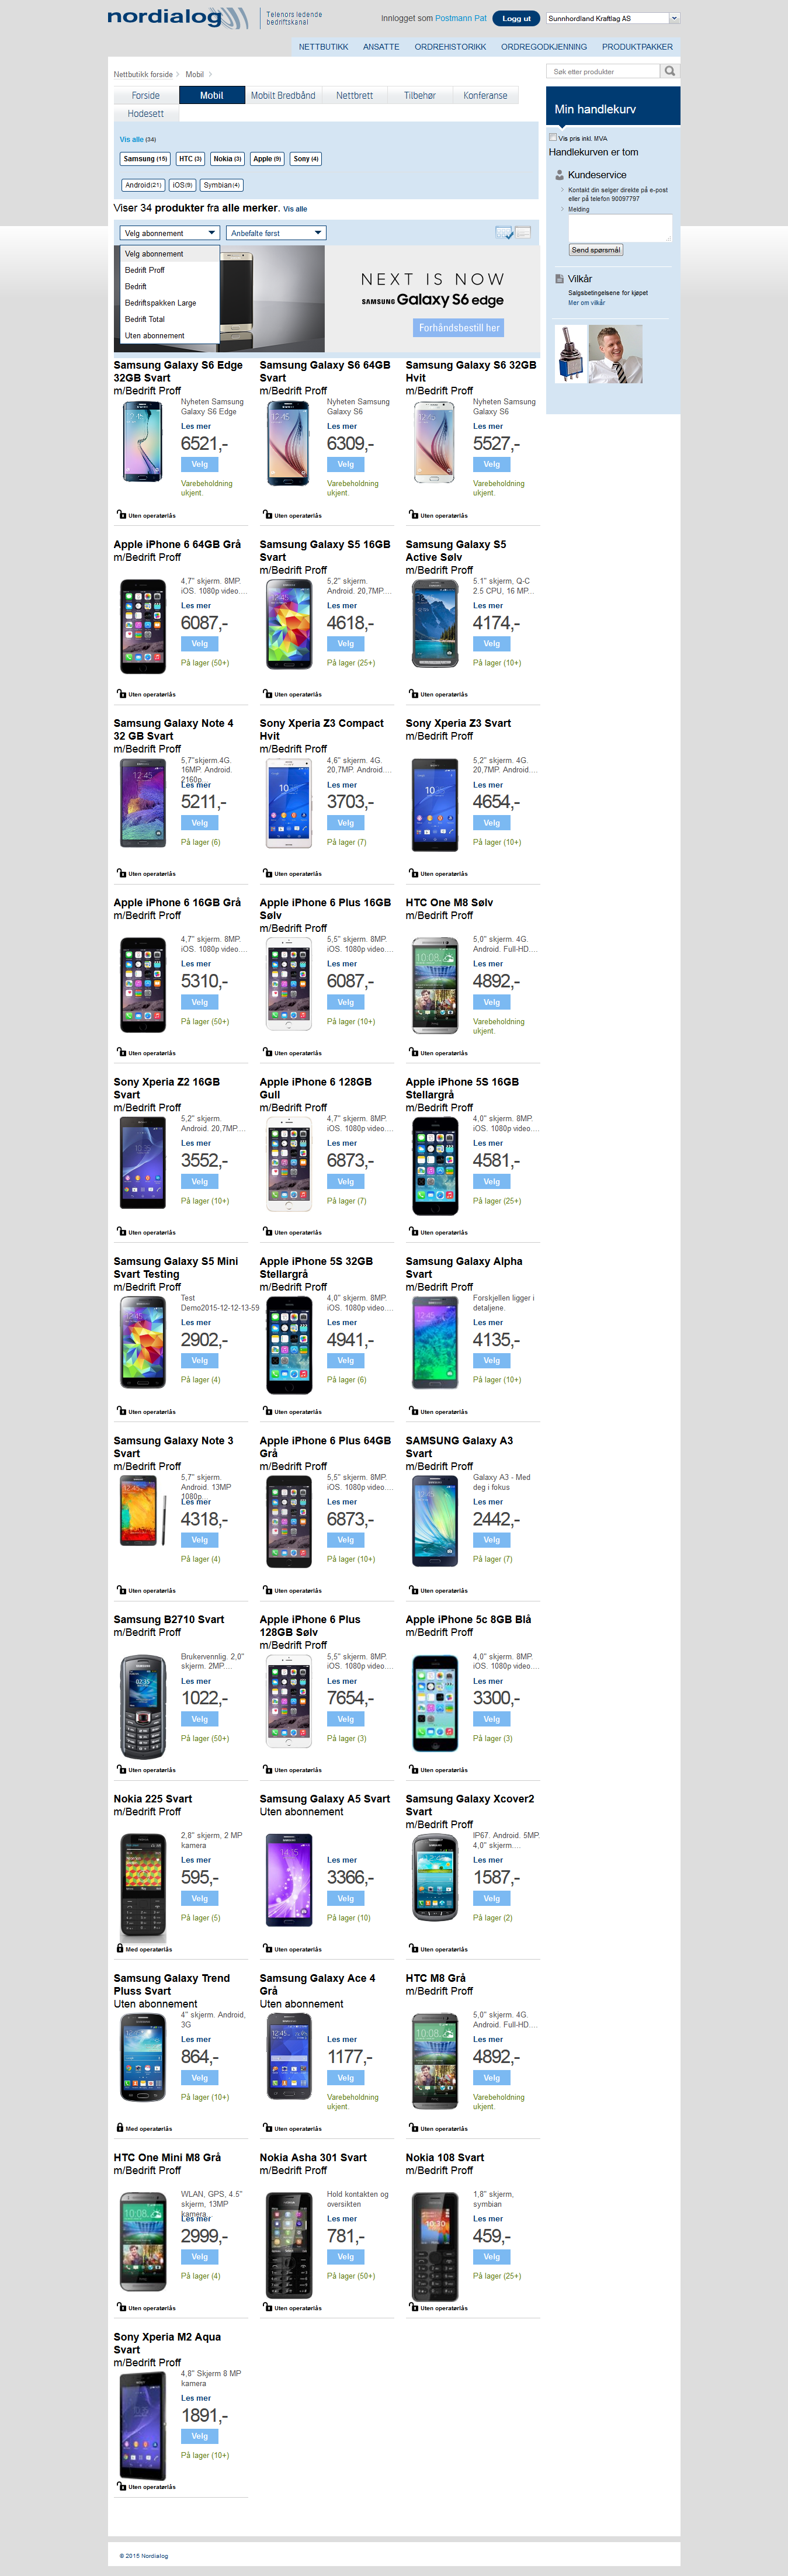 nordialog
Telenors ledende
bedriftskanal
Innlogget som Postmann Pat
Logg ut
Sunnhordland Kraftlag AS
NETTBUTIKK ANSATTE ORDREHISTORIKK ORDREGODKJENNING PRODUKTPAKKER
Nettbutikk forside > Mobil >
Søk etter produkter
Forside Mobil Mobilt Bredbånd Nettbrett Tilbehør Konferanse
Hodesett
Min handlekurv
Vis pris inkl. MVA
Handlekurven er tom
Kundeservice
Kontakt din selger direkte på e-post
eller på telefon 90097797
Melding
Send spørsmål
Vilkår
Salgsbetingelsene for kjøpet
Mer om vilkår
Vis alle (34)
Samsung (15) HTC (3) Nokia (3) Apple (9) Sony (4)
Android(21) iOS(9) Symbian(4)
Viser 34 produkter fra alle merker. Vis alle
Velg abonnement
Anbefalte først
Velg abonnement
Bedrift Proff
Bedrift
Bedriftspakken Large
Bedrift Total
Uten abonnement
NEXT IS NOW
SAMSUNG Galaxy S6 edge
Forhåndsbestill her
Samsung Galaxy S6 Edge
32GB Svart
m/Bedrift Proff
Nyheten Samsung
Galaxy S6 Edge
Les mer
6521,-
Velg
Varebeholdning
ukjent.
Uten operatørlås
Samsung Galaxy S6 64GB
Svart
m/Bedrift Proff
Nyheten Samsung
Galaxy S6
Les mer
6309,-
Velg
Varebeholdning
ukjent.
Uten operatørlås
Samsung Galaxy S6 32GB
Hvit
m/Bedrift Proff
Nyheten Samsung
Galaxy S6
Les mer
5527,-
Velg
Varebeholdning
ukjent.
Uten operatørlås
Apple iPhone 6 64GB Grå
m/Bedrift Proff
4,7" skjerm. 8MP.
iOS. 1080p video....
Les mer
6087,-
Velg
På lager (50+)
Uten operatørlås
Samsung Galaxy S5 16GB
Svart
m/Bedrift Proff
5,2" skjerm.
Android. 20,7MP....
Les mer
4618,-
Velg
På lager (25+)
Uten operatørlås
Samsung Galaxy S5
Active Sølv
m/Bedrift Proff
5.1" skjerm, Q-C
2.5 CPU, 16 MP...
Les mer
4174,-
Velg
På lager (10+)
Uten operatørlås
Samsung Galaxy Note 4
32 GB Svart
m/Bedrift Proff
5,7"skjerm.4G.
16MP. Android.
2160p...
Les mer
5211,-
Velg
På lager (6)
Uten operatørlås
Sony Xperia Z3 Compact
Hvit
m/Bedrift Proff
4,6" skjerm. 4G.
20,7MP. Android....
Les mer
3703,-
Velg
På lager (7)
Uten operatørlås
Sony Xperia Z3 Svart
m/Bedrift Proff
5,2" skjerm. 4G.
20,7MP. Android....
Les mer
4654,-
Velg
På lager (10+)
Uten operatørlås
Apple iPhone 6 16GB Grå
m/Bedrift Proff
4,7" skjerm. 8MP.
iOS. 1080p video....
Les mer
5310,-
Velg
På lager (50+)
Uten operatørlås
Apple iPhone 6 Plus 16GB
Sølv
m/Bedrift Proff
5,5" skjerm. 8MP.
iOS. 1080p video....
Les mer
6087,-
Velg
På lager (10+)
Uten operatørlås
HTC One M8 Sølv
m/Bedrift Proff
5,0" skjerm. 4G.
Android. Full-HD....
Les mer
4892,-
Velg
Varebeholdning
ukjent.
Uten operatørlås
Sony Xperia Z2 16GB
Svart
m/Bedrift Proff
5,2" skjerm.
Android. 20,7MP....
Les mer
3552,-
Velg
På lager (10+)
Uten operatørlås
Apple iPhone 6 128GB
Gull
m/Bedrift Proff
4,7" skjerm. 8MP.
iOS. 1080p video....
Les mer
6873,-
Velg
På lager (7)
Uten operatørlås
Apple iPhone 5S 16GB
Stellargrå
m/Bedrift Proff
4,0" skjerm. 8MP.
iOS. 1080p video....
Les mer
4581,-
Velg
På lager (25+)
Uten operatørlås
Samsung Galaxy S5 Mini
Svart Testing
m/Bedrift Proff
Test
Demo2015-12-12-13-59
Les mer
2902,-
Velg
På lager (4)
Uten operatørlås
Apple iPhone 5S 32GB
Stellargrå
m/Bedrift Proff
4,0" skjerm. 8MP.
iOS. 1080p video....
Les mer
4941,-
Velg
På lager (6)
Uten operatørlås
Samsung Galaxy Alpha
Svart
m/Bedrift Proff
Forskjellen ligger i
detaljene.
Les mer
4135,-
Velg
På lager (10+)
Uten operatørlås
Samsung Galaxy Note 3
Svart
m/Bedrift Proff
5,7" skjerm.
Android. 13MP
1080p...
Les mer
4318,-
Velg
På lager (4)
Uten operatørlås
Apple iPhone 6 Plus 64GB
Grå
m/Bedrift Proff
5,5" skjerm. 8MP.
iOS. 1080p video....
Les mer
6873,-
Velg
På lager (10+)
Uten operatørlås
SAMSUNG Galaxy A3
Svart
m/Bedrift Proff
Galaxy A3 - Med
deg i fokus
Les mer
2442,-
Velg
På lager (7)
Uten operatørlås
Samsung B2710 Svart
m/Bedrift Proff
Brukervennlig. 2,0"
skjerm. 2MP....
Les mer
1022,-
Velg
På lager (50+)
Uten operatørlås
Apple iPhone 6 Plus
128GB Sølv
m/Bedrift Proff
5,5" skjerm. 8MP.
iOS. 1080p video....
Les mer
7654,-
Velg
På lager (3)
Uten operatørlås
Apple iPhone 5c 8GB Blå
m/Bedrift Proff
4,0" skjerm. 8MP.
iOS. 1080p video....
Les mer
3300,-
Velg
På lager (3)
Uten operatørlås
Nokia 225 Svart
m/Bedrift Proff
2,8" skjerm, 2 MP
kamera
Les mer
595,-
Velg
På lager (5)
Med operatørlås
Samsung Galaxy A5 Svart
Uten abonnement
Les mer
3366,-
Velg
På lager (10)
Uten operatørlås
Samsung Galaxy Xcover2
Svart
m/Bedrift Proff
IP67. Android. 5MP.
4,0" skjerm....
Les mer
1587,-
Velg
På lager (2)
Uten operatørlås
Samsung Galaxy Trend
Pluss Svart
Uten abonnement
4" skjerm. Android,
3G
Les mer
864,-
Velg
På lager (10+)
Med operatørlås
Samsung Galaxy Ace 4
Grå
Uten abonnement
Les mer
1177,-
Velg
Varebeholdning
ukjent.
Uten operatørlås
HTC M8 Grå
m/Bedrift Proff
5,0" skjerm. 4G.
Android. Full-HD....
Les mer
4892,-
Velg
Varebeholdning
ukjent.
Uten operatørlås
HTC One Mini M8 Grå
m/Bedrift Proff
WLAN, GPS, 4.5"
skjerm, 13MP
kamera
Les mer
2999,-
Velg
På lager (4)
Uten operatørlås
Nokia Asha 301 Svart
m/Bedrift Proff
Hold kontakten og
oversikten
Les mer
781,-
Velg
På lager (50+)
Uten operatørlås
Nokia 108 Svart
m/Bedrift Proff
1,8" skjerm,
symbian
Les mer
459,-
Velg
På lager (25+)
Uten operatørlås
Sony Xperia M2 Aqua
Svart
m/Bedrift Proff
4,8" Skjerm 8 MP
kamera
Les mer
1891,-
Velg
På lager (10+)
Uten operatørlås
© 2015 Nordialog